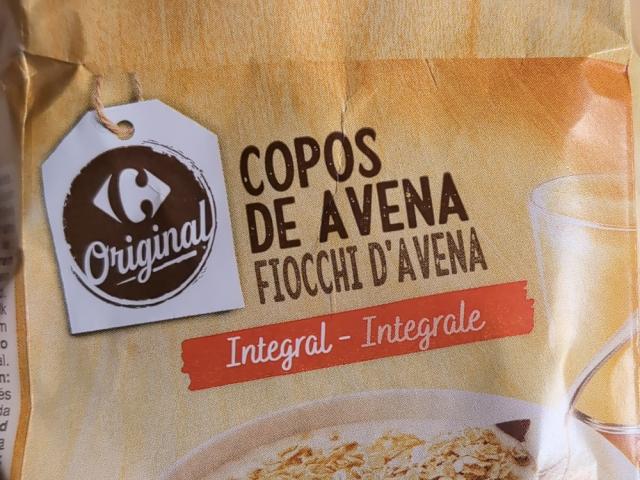 Original
COPOS
DE AVENA
FIOCCHI D'AVENA
Integral - Integrale